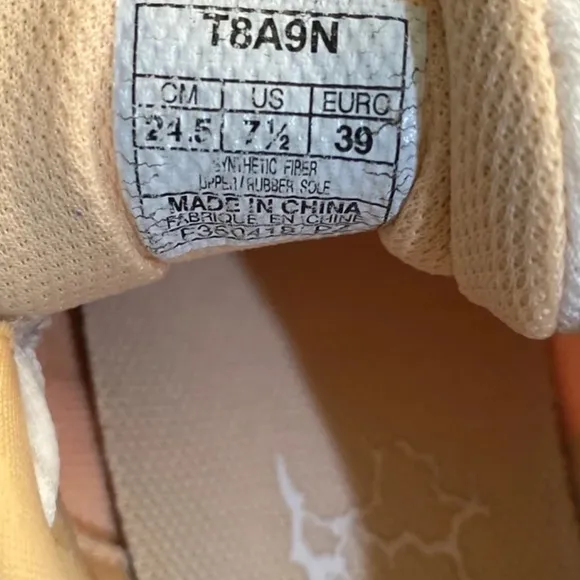 T8A9N
CM US EURO
24.5 7½ 39
SYNTHETIC FIBER
UPPER/RUBBER SOLE
MADE IN CHINA
FABRIQUE EN CHINE